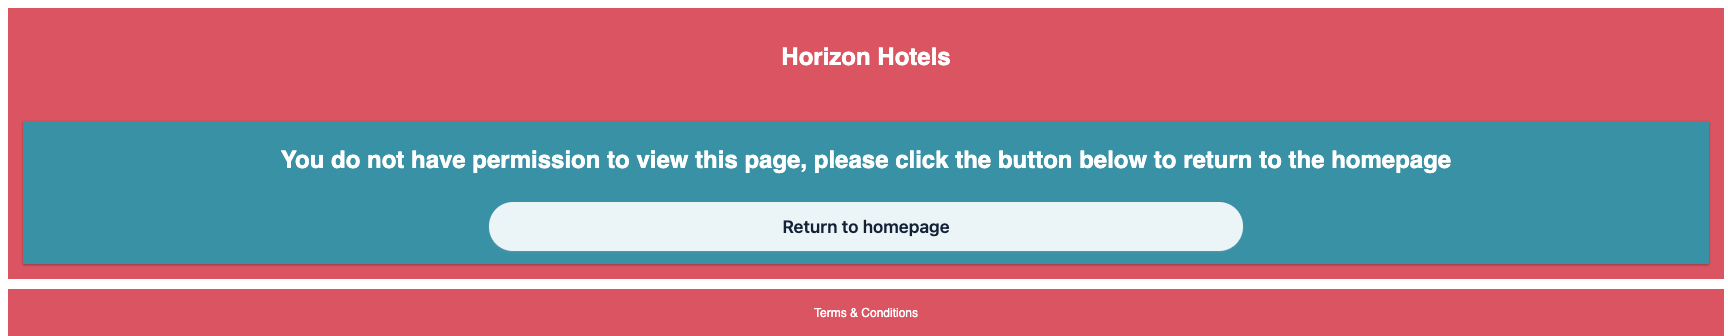 Horizon Hotels
You do not have permission to view this page, please click the button below to return to the homepage
Return to homepage
Terms & Conditions